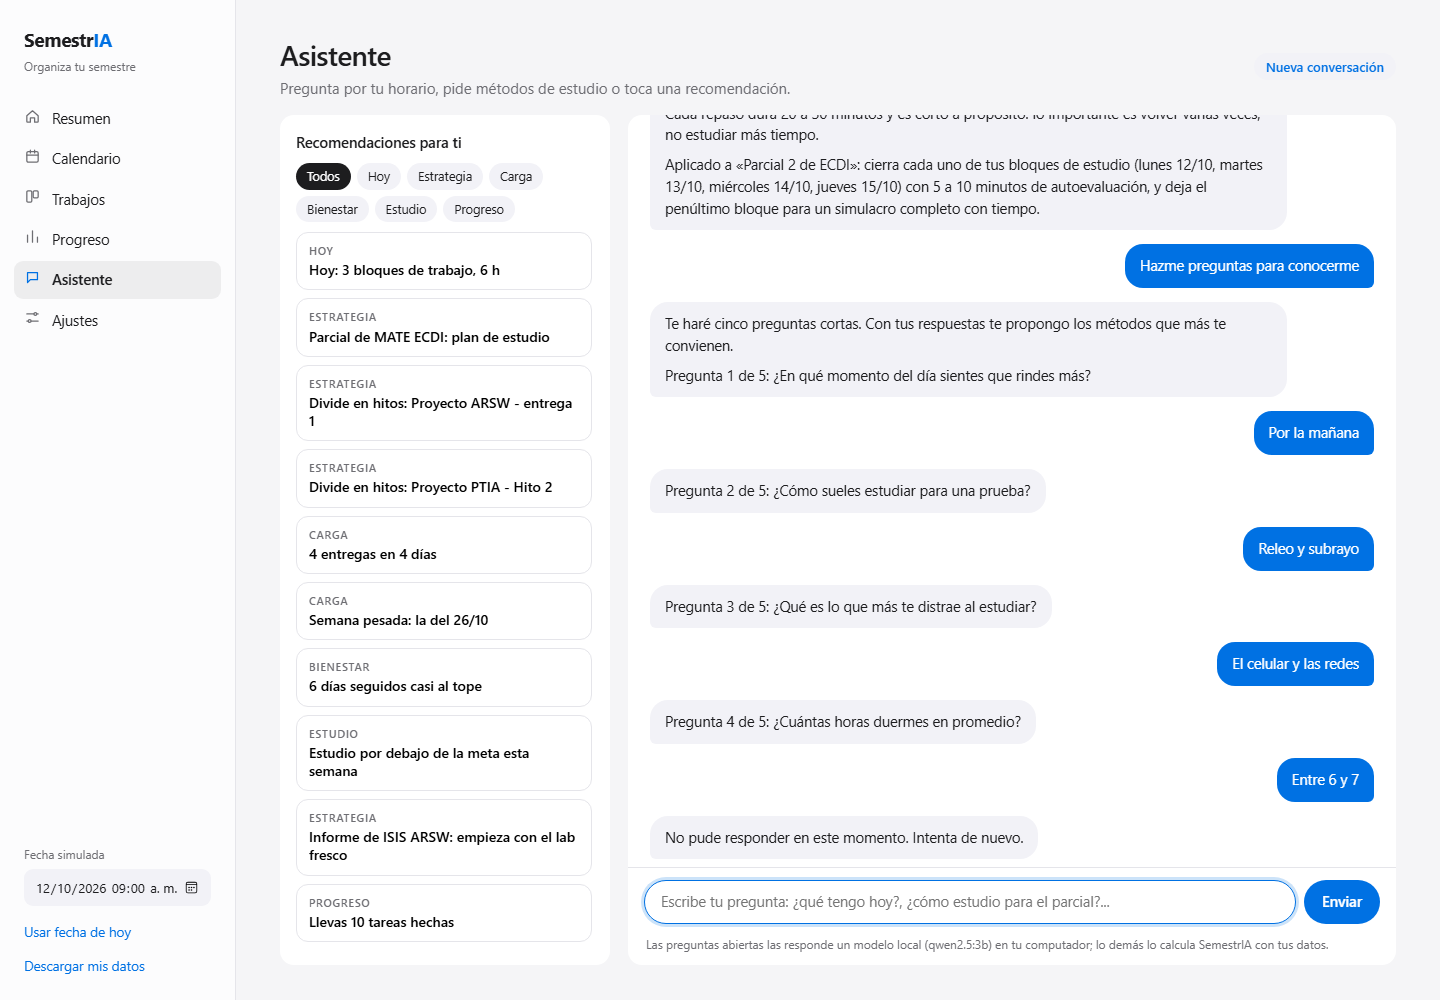 SemestrIA
Organiza tu semestre
Resumen
Calendario
Trabajos
Progreso
Asistente
Ajustes
Fecha simulada
12/10/2026 09:00 a. m.
Usar fecha de hoy
Descargar mis datos
Asistente
Pregunta por tu horario, pide métodos de estudio o toca una recomendación.
Nueva conversación
Recomendaciones para ti
Todos
Hoy
Estrategia
Carga
Bienestar
Estudio
Progreso
HOY
Hoy: 3 bloques de trabajo, 6 h
ESTRATEGIA
Parcial de MATE ECDI: plan de estudio
ESTRATEGIA
Divide en hitos: Proyecto ARSW - entrega
1
ESTRATEGIA
Divide en hitos: Proyecto PTIA - Hito 2
CARGA
4 entregas en 4 días
CARGA
Semana pesada: la del 26/10
BIENESTAR
6 días seguidos casi al tope
ESTUDIO
Estudio por debajo de la meta esta
semana
ESTRATEGIA
Informe de ISIS ARSW: empieza con el lab
fresco
PROGRESO
Llevas 10 tareas hechas
Cada repaso dura 20 a 30 minutos y es corto a propósito: lo importante es volver varias veces,
no estudiar más tiempo.
Aplicado a «Parcial 2 de ECDI»: cierra cada uno de tus bloques de estudio (lunes 12/10, martes
13/10, miércoles 14/10, jueves 15/10) con 5 a 10 minutos de autoevaluación, y deja el
penúltimo bloque para un simulacro completo con tiempo.
Hazme preguntas para conocerme
Te haré cinco preguntas cortas. Con tus respuestas te propongo los métodos que más te
convienen.
Pregunta 1 de 5: ¿En qué momento del día sientes que rindes más?
Por la mañana
Pregunta 2 de 5: ¿Cómo sueles estudiar para una prueba?
Releo y subrayo
Pregunta 3 de 5: ¿Qué es lo que más te distrae al estudiar?
El celular y las redes
Pregunta 4 de 5: ¿Cuántas horas duermes en promedio?
Entre 6 y 7
No pude responder en este momento. Intenta de nuevo.
Escribe tu pregunta: ¿qué tengo hoy?, ¿cómo estudio para el parcial?...
Enviar
Las preguntas abiertas las responde un modelo local (qwen2.5:3b) en tu computador; lo demás lo calcula SemestrIA con tus datos.